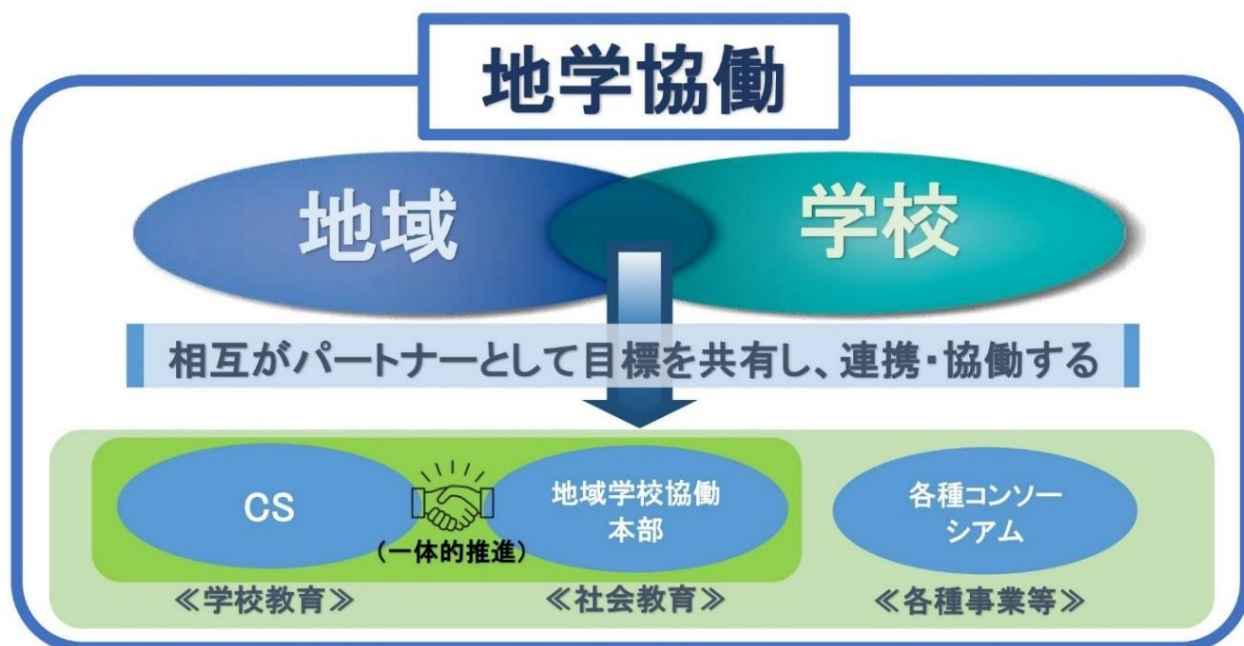 地学協働
地域
学校
相互がパートナーとして目標を共有し、連携・協働する
CS
(一体的推進)
地域学校協働
本部
各種コンソー
シアム
≪学校教育≫
≪社会教育≫
≪各種事業等≫